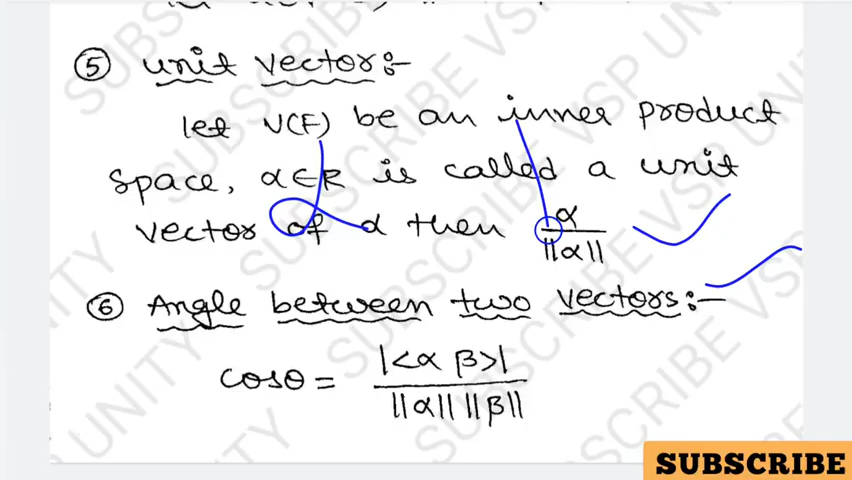 ⑤ unit vector:-
let V(F) be an inner product
space, α∈R is called a unit
vector of α then α/||α||
⑥ Angle between two vectors:-
cosθ = |<α β>| / ||α|| ||β||
SUBSCRIBE